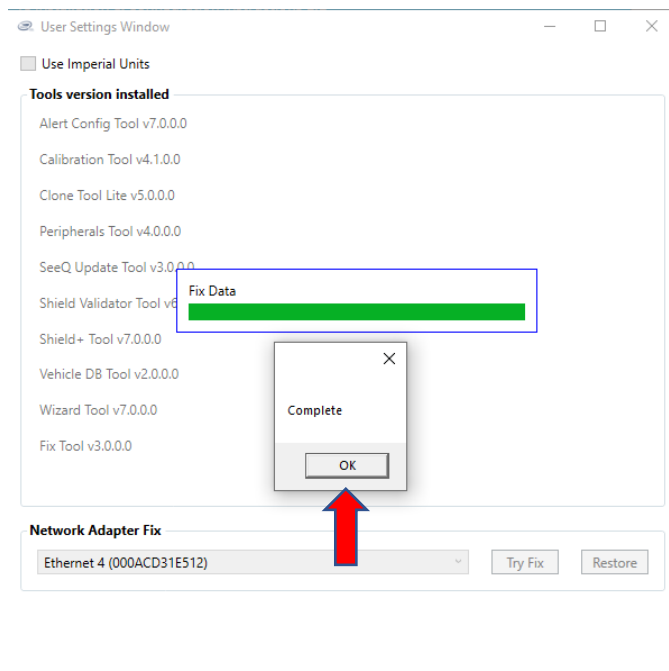 User Settings Window
Use Imperial Units
Tools version installed
Alert Config Tool v7.0.0.0
Calibration Tool v4.1.0.0
Clone Tool Lite v5.0.0.0
Peripherals Tool v4.0.0.0
SeeQ Update Tool v3.0.0.0
Fix Data
Shield Validator Tool v6
Shield+ Tool v7.0.0.0
Vehicle DB Tool v2.0.0.0
Complete
Wizard Tool v7.0.0.0
Fix Tool v3.0.0.0
OK
Network Adapter Fix
Ethernet 4 (000ACD31E512)
Try Fix
Restore